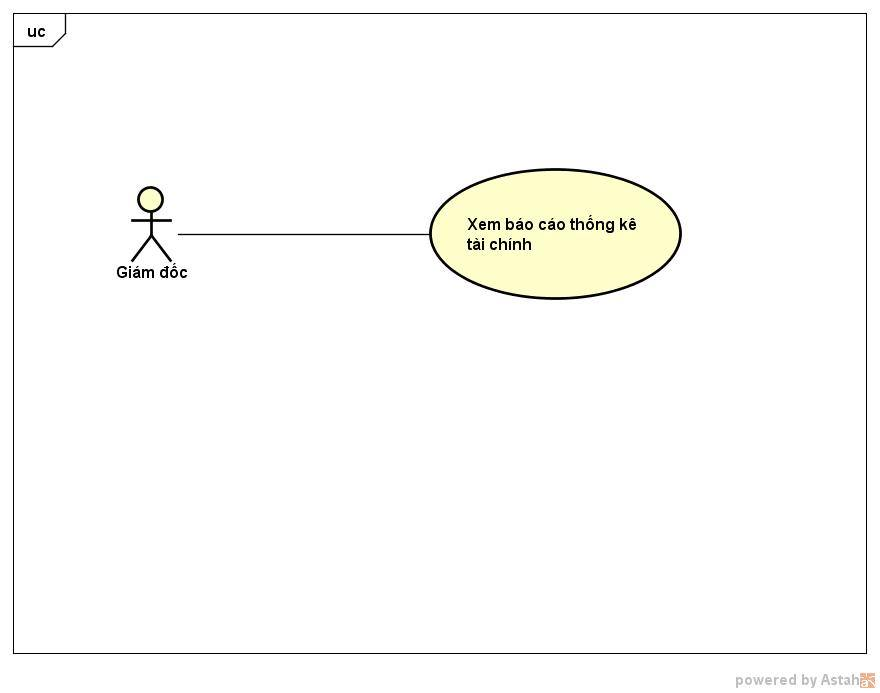 uc
Xem báo cáo thống kê
tài chính
Giám đốc
powered by Astah